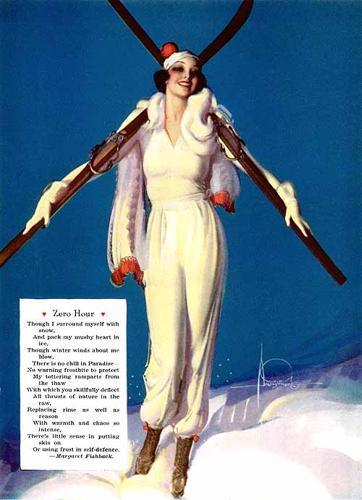 ♥ Zero Hour ♥
Though I surround myself with
snow,
And pack my mushy heart in
ice,
Though winter winds about me
blow,
There is no chill in Paradise—
No warning frostbite to protect
My tottering ramparts from
the thaw
With which you skillfully deflect
All thrusts of nature in the
raw,
Replacing rime as well as
reason
With warmth and chaos so
intense,
There's little sense in putting
skis on
Or using frost in self-defence.
—Margaret Fishback.